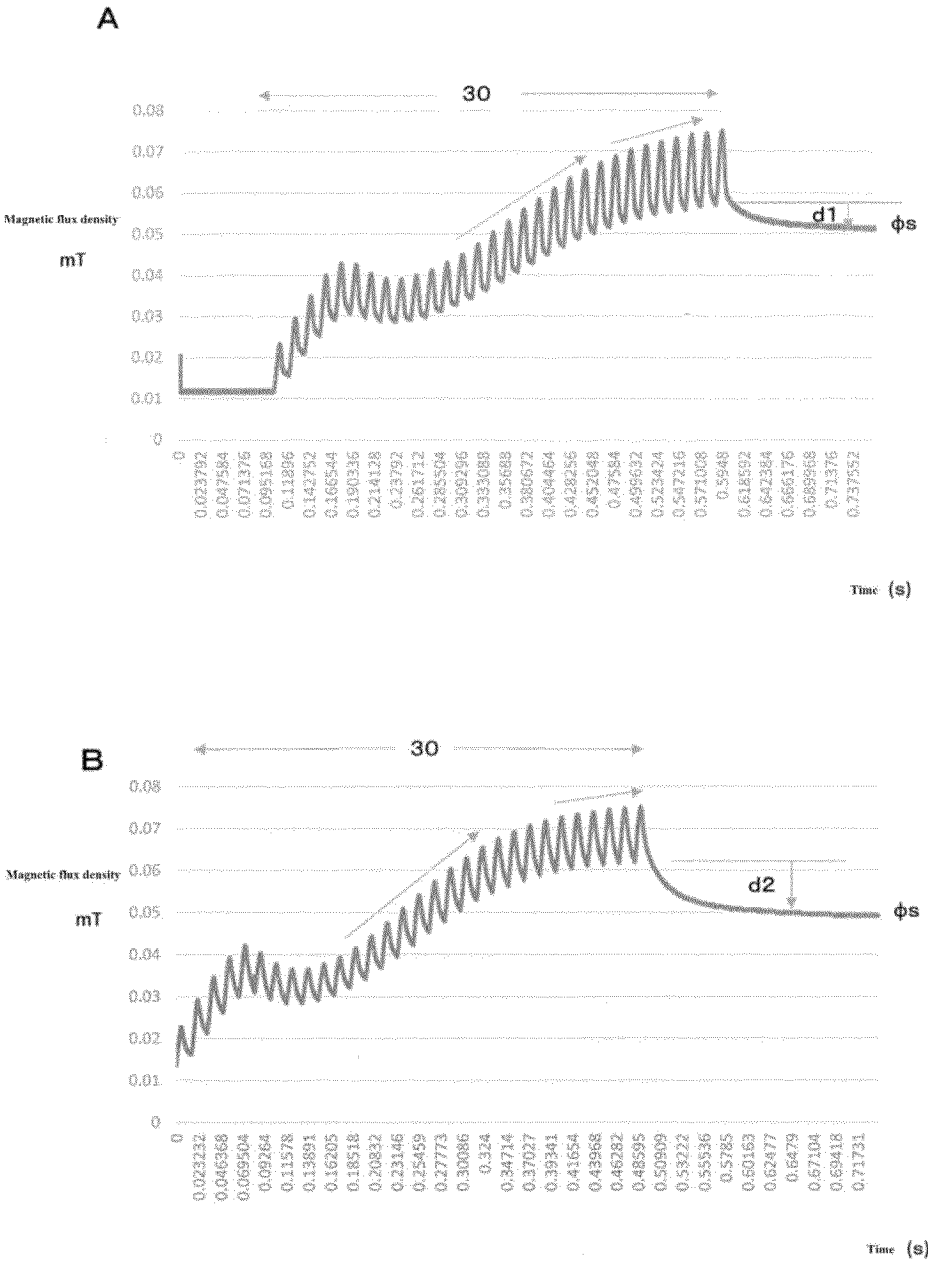 A
30
0.08
0.07
0.06
Magnetic flux density
d1
ϕs
0.05
mT
0.04
0.03
0.02
0.01
0
0 0.023792 0.047584 0.071376 0.095168 0.11896 0.142752 0.166544 0.190336 0.214128 0.23792 0.261712 0.285504 0.309296 0.333088 0.35688 0.380672 0.404464 0.428256 0.452048 0.47584 0.499632 0.523424 0.547216 0.571008 0.5948 0.618592 0.642384 0.666176 0.689968 0.71376 0.737552
Time (s)
B
30
0.08
0.07
0.06
Magnetic flux density
d2
0.05
mT
ϕs
0.04
0.03
0.02
0.01
0
0 0.023232 0.046368 0.069504 0.09264 0.11578 0.13891 0.16205 0.18518 0.20832 0.23146 0.25459 0.27773 0.30086 0.324 0.34714 0.37027 0.39341 0.41654 0.43968 0.46282 0.48595 0.50909 0.53222 0.55536 0.5785 0.60163 0.62477 0.6479 0.67104 0.69418 0.71731
Time (s)